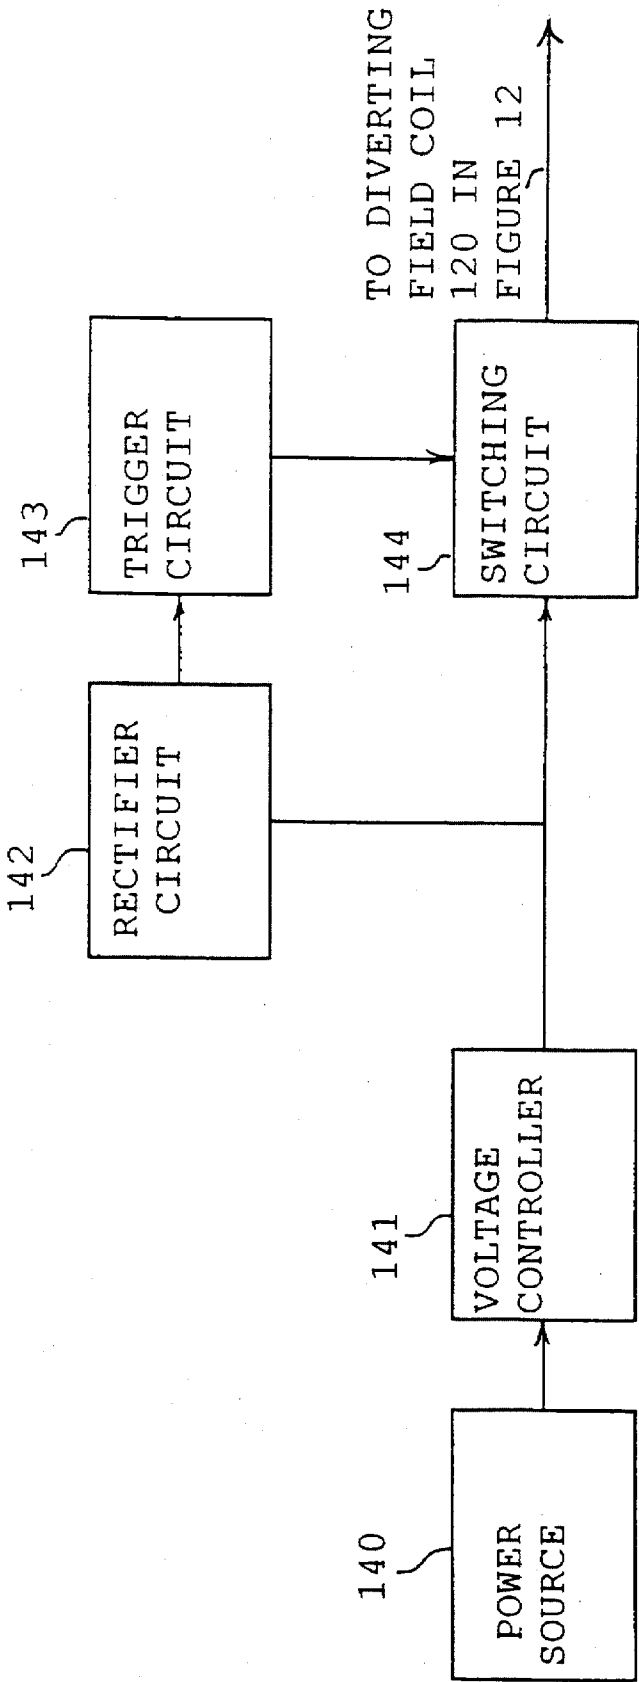 142
RECTIFIER
CIRCUIT
143
TRIGGER
CIRCUIT
140
POWER
SOURCE
141
VOLTAGE
CONTROLLER
144
SWITCHING
CIRCUIT
TO DIVERTING
FIELD COIL
120 IN
FIGURE 12